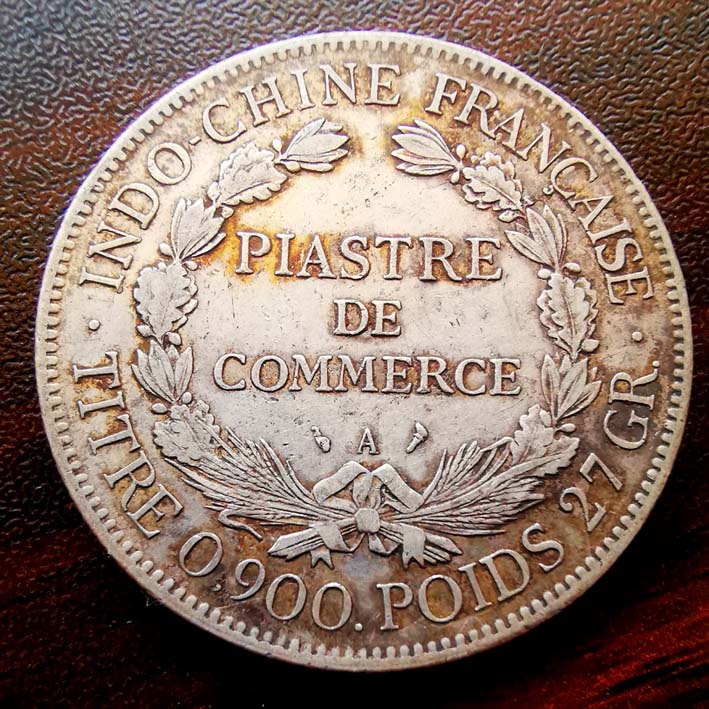 INDO-CHINE FRANÇAISE
PIASTRE
DE
COMMERCE
A
TITRE 0,900. POIDS 27 GR.